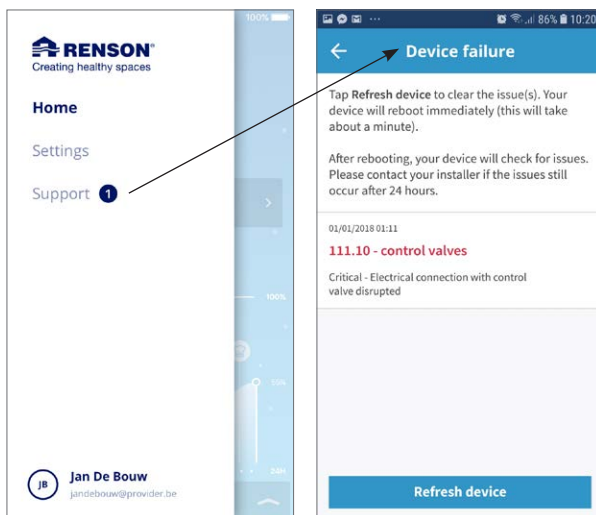 100%
RENSON
Creating healthy spaces
Home
Settings
Support 1
100%
55%
JB
Jan De Bouw
jandebouw@provider.be
86% 10:20
Device failure
Tap Refresh device to clear the issue(s). Your
device will reboot immediately (this will take
about a minute).
After rebooting, your device will check for issues.
Please contact your installer if the issues still
occur after 24 hours.
01/01/2018 01:11
111.10 - control valves
Critical - Electrical connection with control
valve disrupted
Refresh device